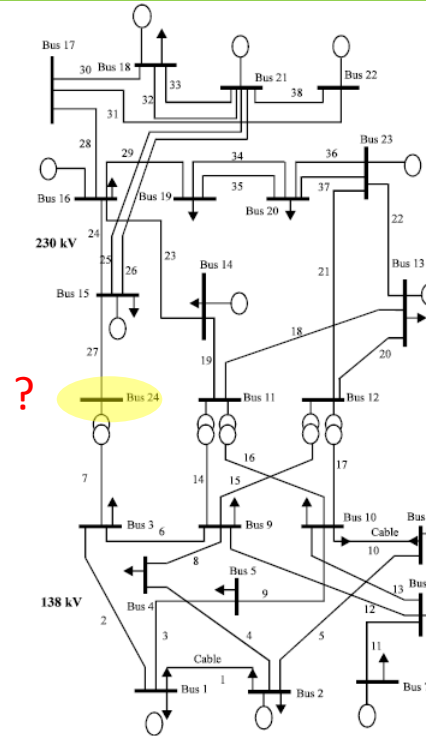 Bus 17
30
Bus 18
33
32
Bus 21
Bus 22
38
31
28
Bus 23
29
34
36
35
37
Bus 16
Bus 19
Bus 20
24
22
230 kV
25
26
23
Bus 14
21
Bus 13
Bus 15
18
27
19
20
?
Bus 24
Bus 11
Bus 12
16
7
14
15
17
Bus 3
6
Bus 9
Bus 10
Cable
Bus
10
8
Bus 5
9
13
Bus
138 kV
Bus 4
12
2
3
4
5
11
Cable
1
Bus 1
Bus 2
Bus